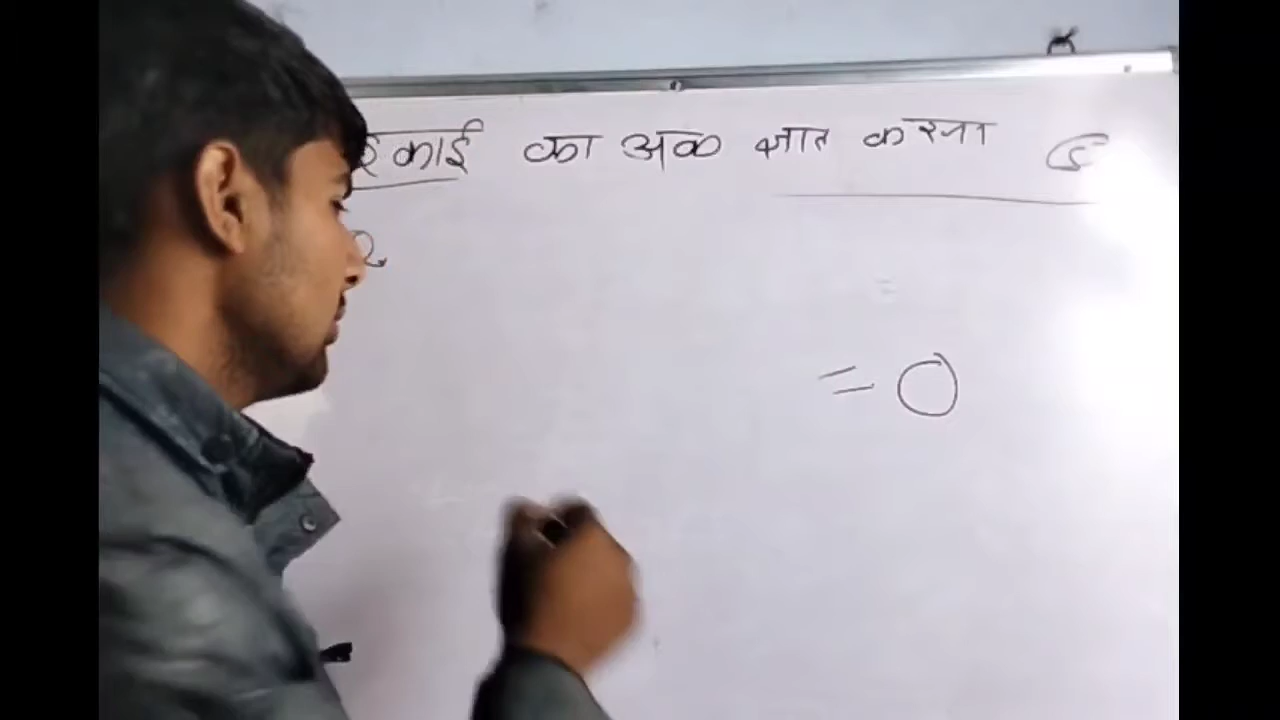 इकाई का अंक ज्ञात करना
Q
= 0